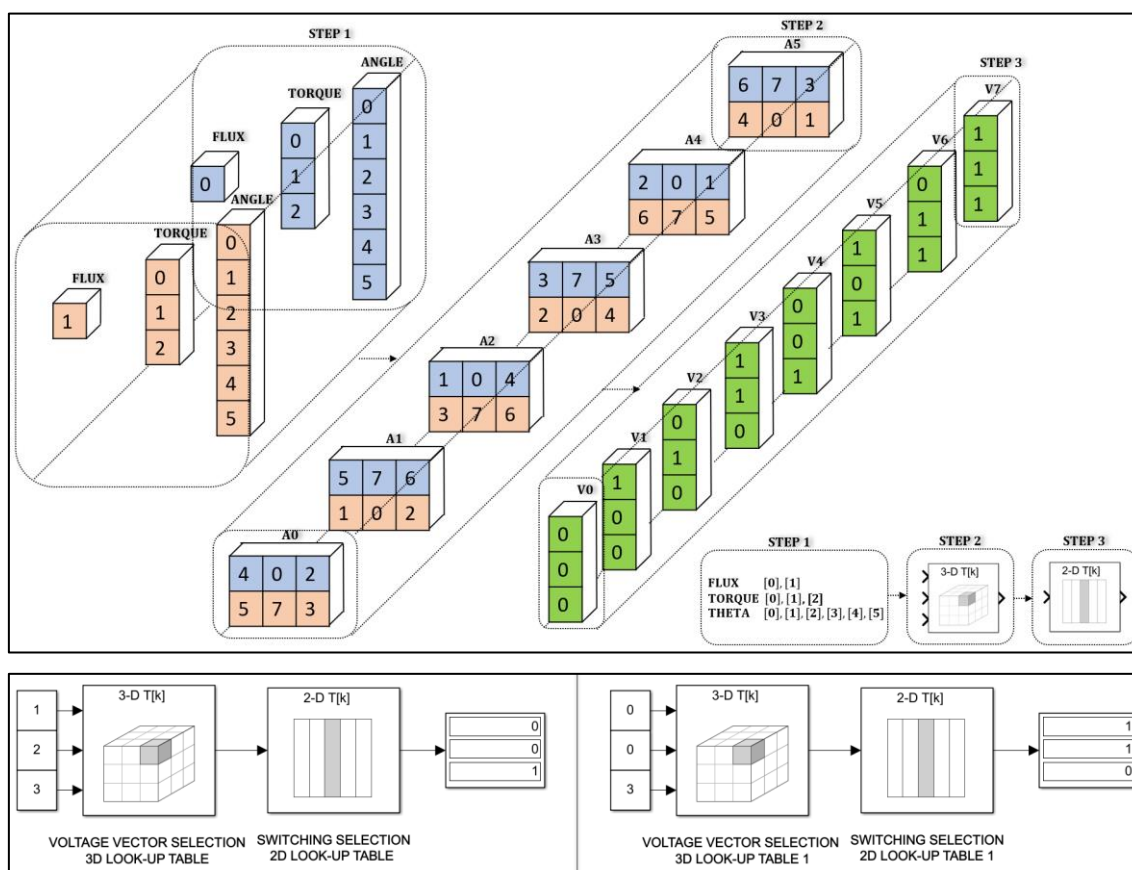 STEP 1
FLUX
0
TORQUE
0
1
2
ANGLE
0
1
2
3
4
5
FLUX
1
TORQUE
0
1
2
ANGLE
0
1
2
3
4
5
STEP 2
A5
6 7 3
4 0 1
A4
2 0 1
6 7 5
A3
3 7 5
2 0 4
A2
1 0 4
3 7 6
A1
5 7 6
1 0 2
A0
4 0 2
5 7 3
STEP 3
V7
1
1
1
V6
0
1
1
V5
1
0
1
V4
0
0
1
V3
1
1
0
V2
0
1
0
V1
1
0
0
V0
0
0
0
STEP 1
FLUX [0], [1]
TORQUE [0], [1], [2]
THETA [0], [1], [2], [3], [4], [5]
STEP 2
3-D T[k]
STEP 3
2-D T[k]
1
2
3
3-D T[k]
VOLTAGE VECTOR SELECTION
3D LOOK-UP TABLE
2-D T[k]
SWITCHING SELECTION
2D LOOK-UP TABLE
0
0
1
0
0
3
3-D T[k]
VOLTAGE VECTOR SELECTION
3D LOOK-UP TABLE 1
2-D T[k]
SWITCHING SELECTION
2D LOOK-UP TABLE 1
1
1
0